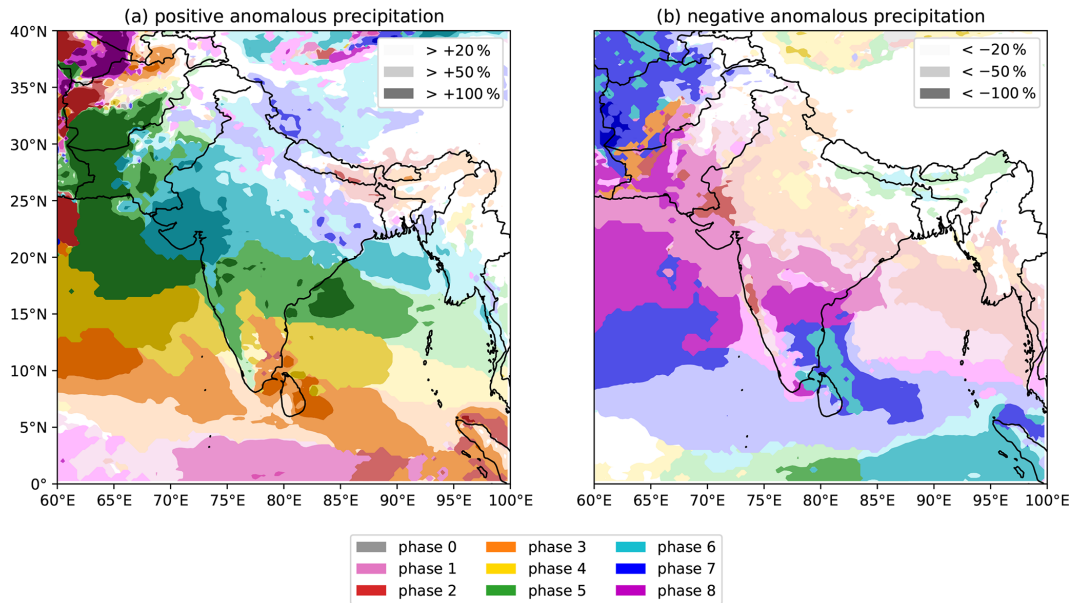 (a) positive anomalous precipitation
(b) negative anomalous precipitation
40°N
35°N
30°N
25°N
20°N
15°N
10°N
5°N
0°
> +20 %
> +50 %
> +100 %
< −20 %
< −50 %
< −100 %
60°E 65°E 70°E 75°E 80°E 85°E 90°E 95°E 100°E
60°E 65°E 70°E 75°E 80°E 85°E 90°E 95°E 100°E
phase 0 phase 3 phase 6
phase 1 phase 4 phase 7
phase 2 phase 5 phase 8